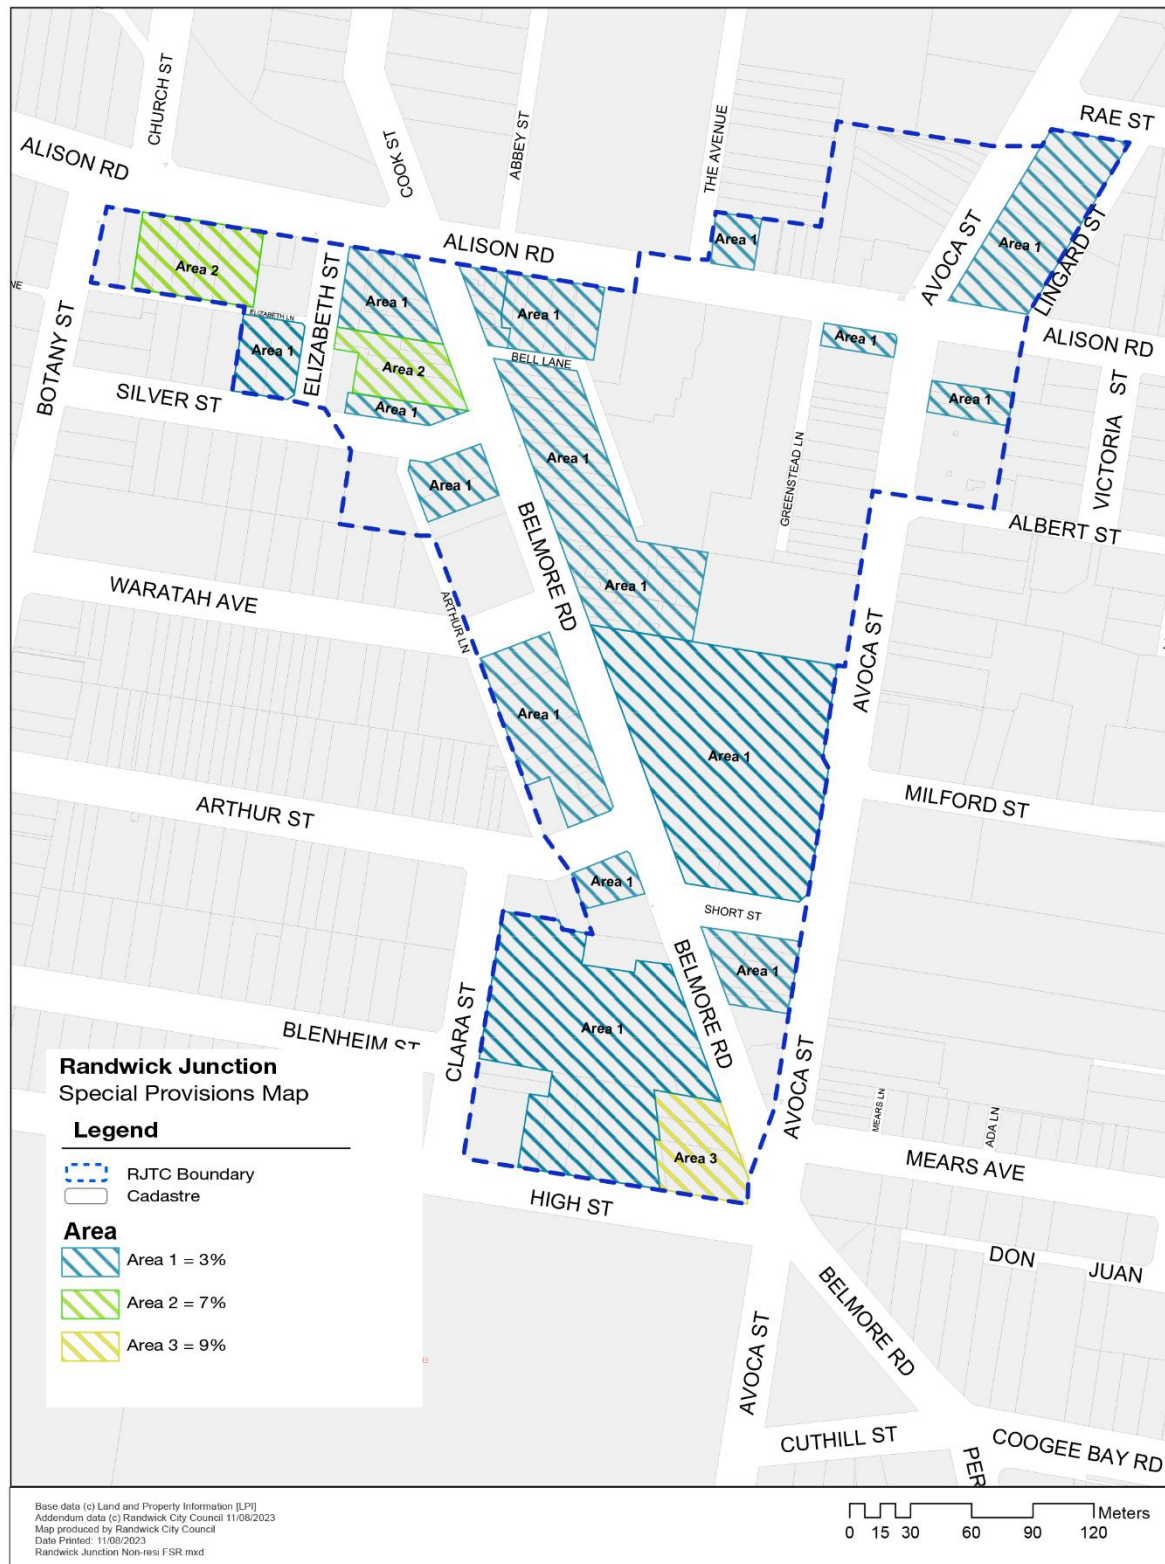 RAE ST
CHURCH ST
COOK ST
ABBEY ST
THE AVENUE
ALISON RD
AVOCA ST
LINGARD ST
Area 1
Area 2
ALISON RD
Area 1
ELIZABETH ST
Area 1
Area 1
ELIZABETH LN
NE
Area 1
ALISON RD
BOTANY ST
Area 1
BELL LANE
SILVER ST
Area 2
Area 1
Area 1
VICTORIA ST
GREENSTEAD LN
Area 1
Area 1
BELMORE RD
ALBERT ST
WARATAH AVE
ARTHUR LN
Area 1
AVOCA ST
Area 1
Area 1
MILFORD ST
ARTHUR ST
Area 1
SHORT ST
BELMORE RD
Area 1
CLARA ST
Area 1
BLENHEIM ST
AVOCA ST
MEARS LN
ADA LN
Area 3
MEARS AVE
HIGH ST
DON JUAN
BELMORE RD
AVOCA ST
CUTHILL ST
COOGEE BAY RD
PER
Randwick Junction
Special Provisions Map
Legend
RJTC Boundary
Cadastre
Area
Area 1 = 3%
Area 2 = 7%
Area 3 = 9%
Base data (c) Land and Property Information [LPI]
Addendum data (c) Randwick City Council 11/08/2023
Map produced by Randwick City Council
Date Printed: 11/08/2023
Randwick Junction Non-resi FSR.mxd
Meters
0 15 30 60 90 120